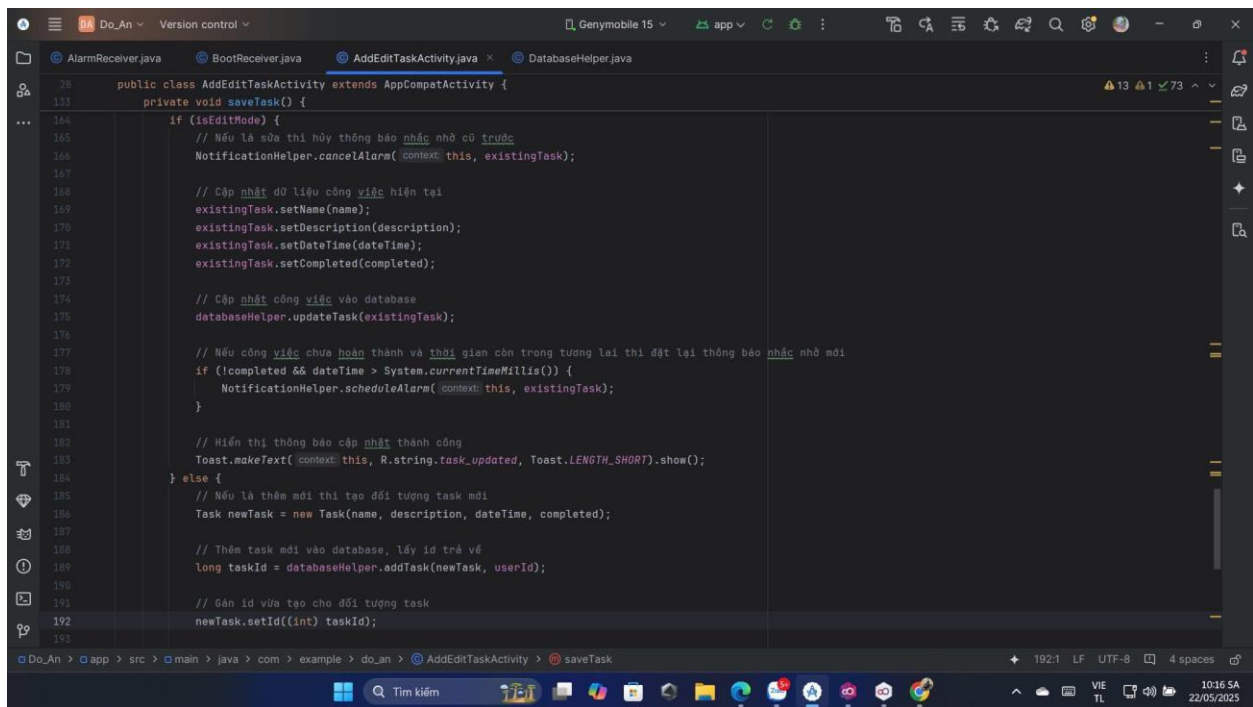 DA Do_An Version control Genymobile 15 app
AlarmReceiver.java BootReceiver.java AddEditTaskActivity.java DatabaseHelper.java
28 public class AddEditTaskActivity extends AppCompatActivity { 13 1 73
133 private void saveTask() {
164 if (isEditMode) {
165 // Nếu là sửa thì hủy thông báo nhắc nhở cũ trước
166 NotificationHelper.cancelAlarm( context: this, existingTask);
167
168 // Cập nhật dữ liệu công việc hiện tại
169 existingTask.setName(name);
170 existingTask.setDescription(description);
171 existingTask.setDateTime(dateTime);
172 existingTask.setCompleted(completed);
173
174 // Cập nhật công việc vào database
175 databaseHelper.updateTask(existingTask);
176
177 // Nếu công việc chưa hoàn thành và thời gian còn trong tương lai thì đặt lại thông báo nhắc nhở mới
178 if (!completed && dateTime > System.currentTimeMillis()) {
179 NotificationHelper.scheduleAlarm( context: this, existingTask);
180 }
181
182 // Hiển thị thông báo cập nhật thành công
183 Toast.makeText( context: this, R.string.task_updated, Toast.LENGTH_SHORT).show();
184 } else {
185 // Nếu là thêm mới thì tạo đối tượng task mới
186 Task newTask = new Task(name, description, dateTime, completed);
187
188 // Thêm task mới vào database, lấy id trả về
189 long taskId = databaseHelper.addTask(newTask, userId);
190
191 // Gán id vừa tạo cho đối tượng task
192 newTask.setId((int) taskId);
193
Do_An > app > src > main > java > com > example > do_an > AddEditTaskActivity > saveTask 192:1 LF UTF-8 4 spaces
Tìm kiếm VIE TL 10:16 SA 22/05/2025